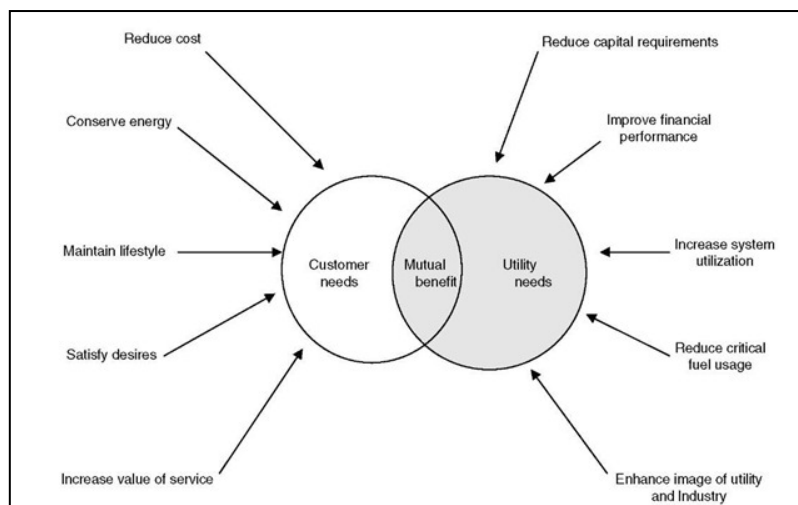 Reduce cost
Reduce capital requirements
Conserve energy
Improve financial
performance
Maintain lifestyle
Customer
needs
Mutual
benefit
Utility
needs
Increase system
utilization
Satisfy desires
Reduce critical
fuel usage
Increase value of service
Enhance image of utility
and Industry